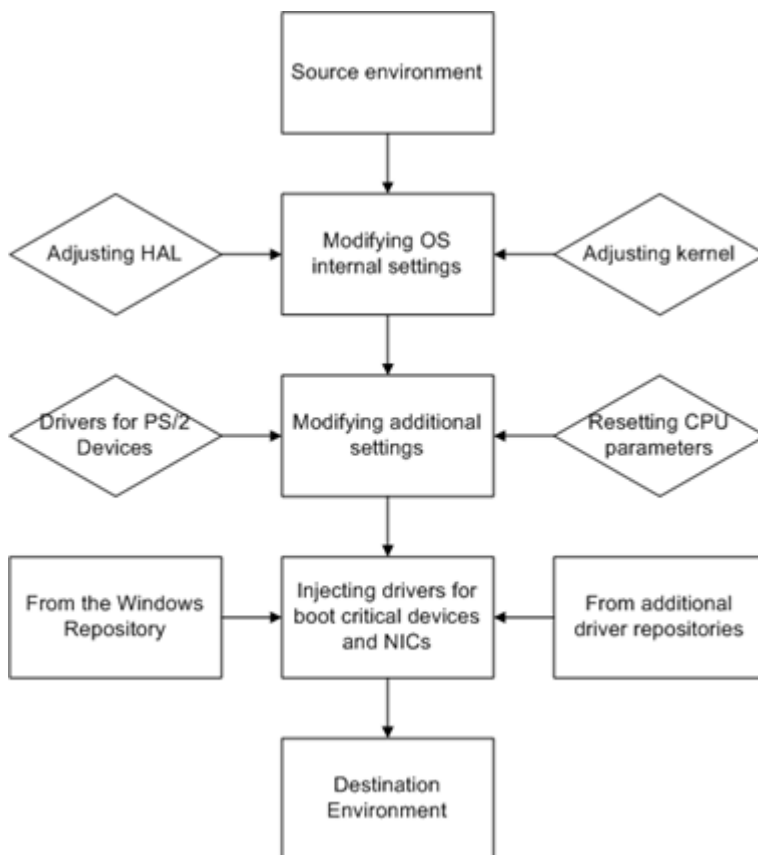 Source environment
Adjusting HAL
Modifying OS
internal settings
Adjusting kernel
Drivers for PS/2
Devices
Modifying additional
settings
Resetting CPU
parameters
From the Windows
Repository
Injecting drivers for
boot critical devices
and NICs
From additional
driver repositories
Destination
Environment